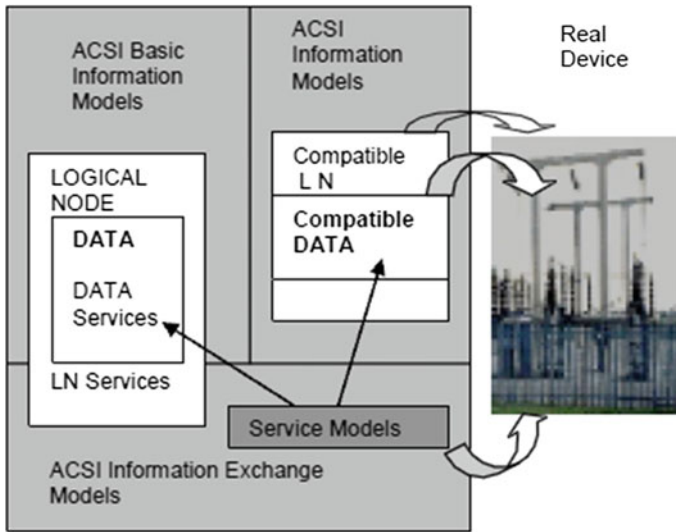 ACSI Basic
Information
Models
LOGICAL
NODE
DATA
DATA
Services
LN Services
ACSI
Information
Models
Compatible
L N
Compatible
DATA
Service Models
ACSI Information Exchange
Models
Real
Device